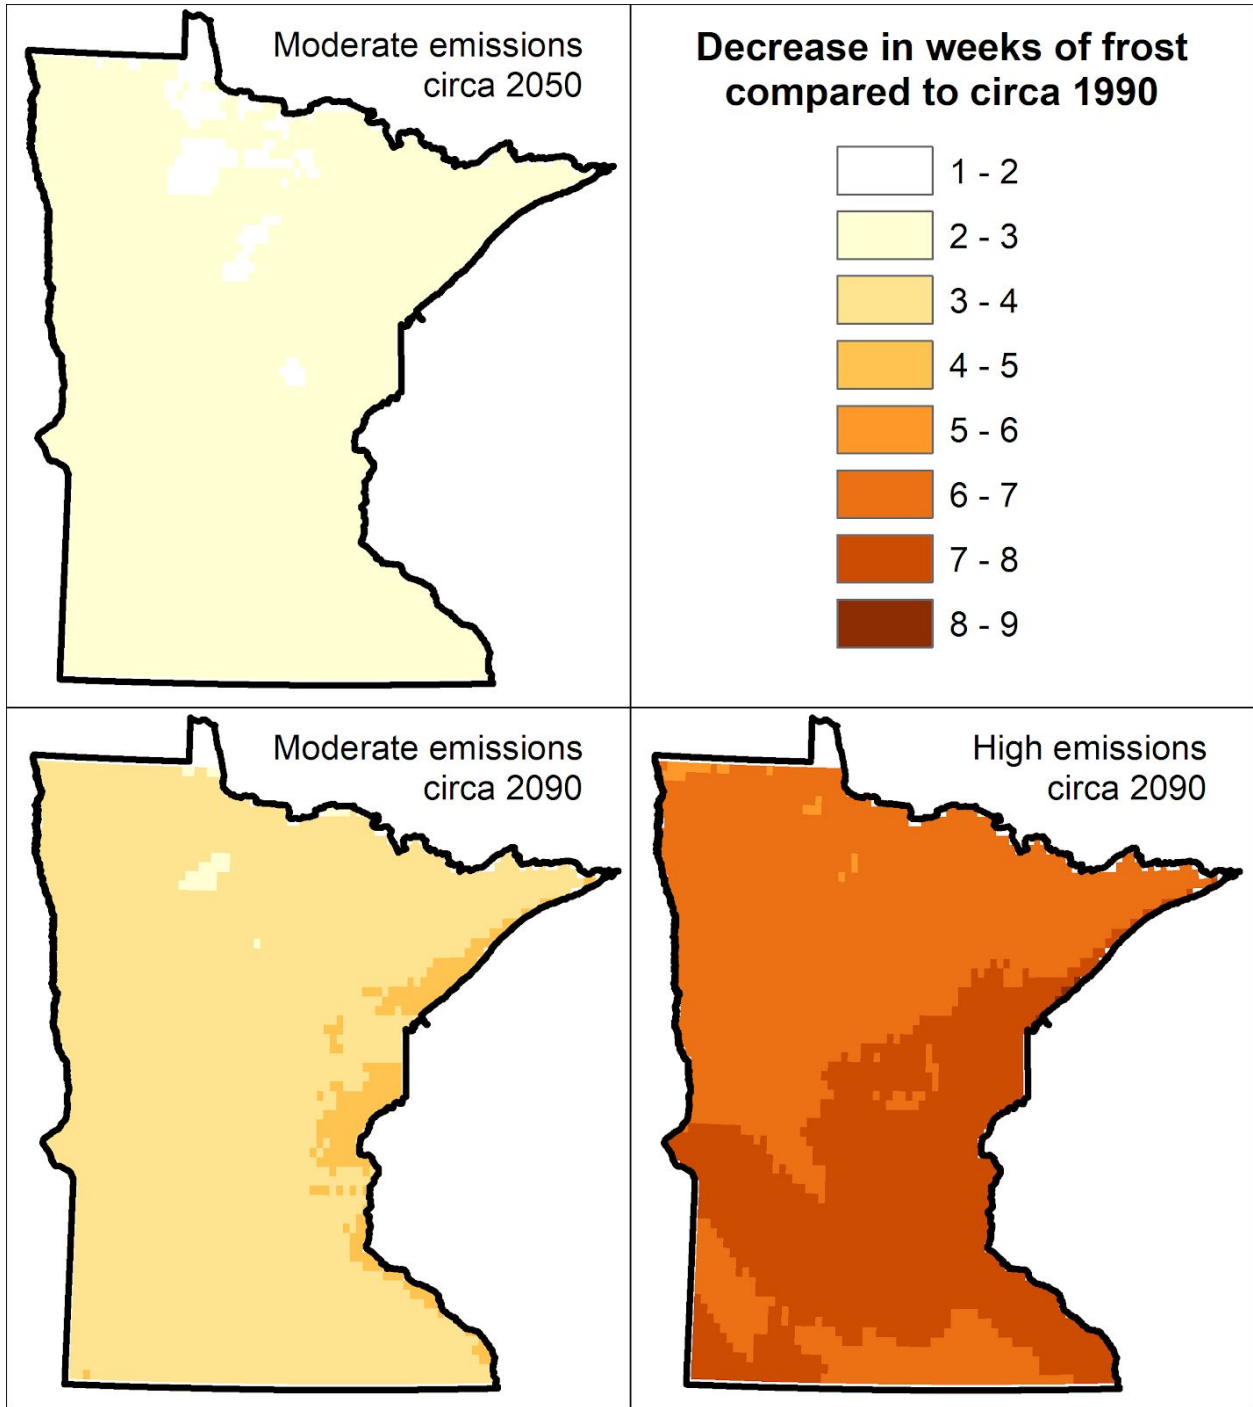 Moderate emissions
circa 2050
Decrease in weeks of frost
compared to circa 1990
1 - 2
2 - 3
3 - 4
4 - 5
5 - 6
6 - 7
7 - 8
8 - 9
Moderate emissions
circa 2090
High emissions
circa 2090